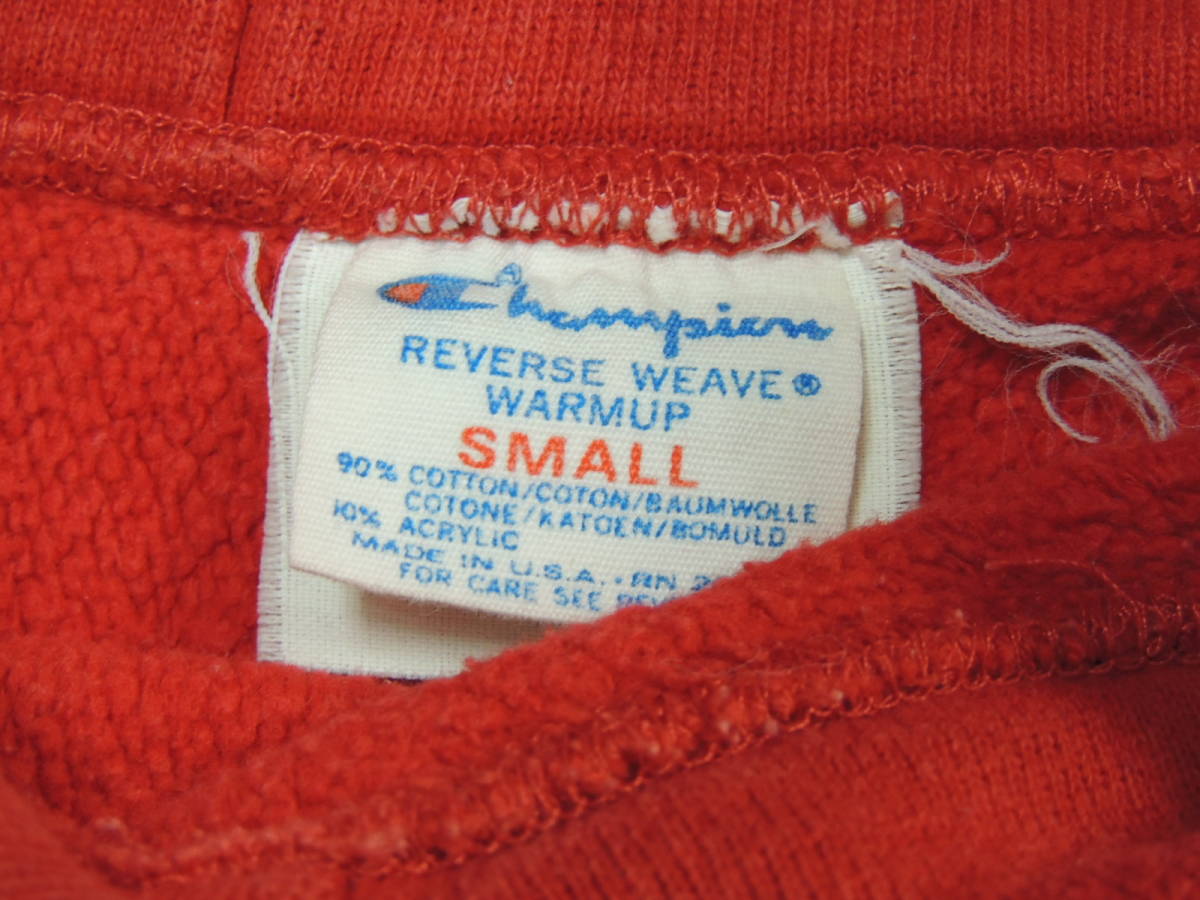 Champion
REVERSE WEAVE®
WARMUP
SMALL
90% COTTON/COTON/BAUMWOLLE
COTONE/KATOEN/BOMULD
10% ACRYLIC
MADE IN U.S.A. • RN
FOR CARE SEE